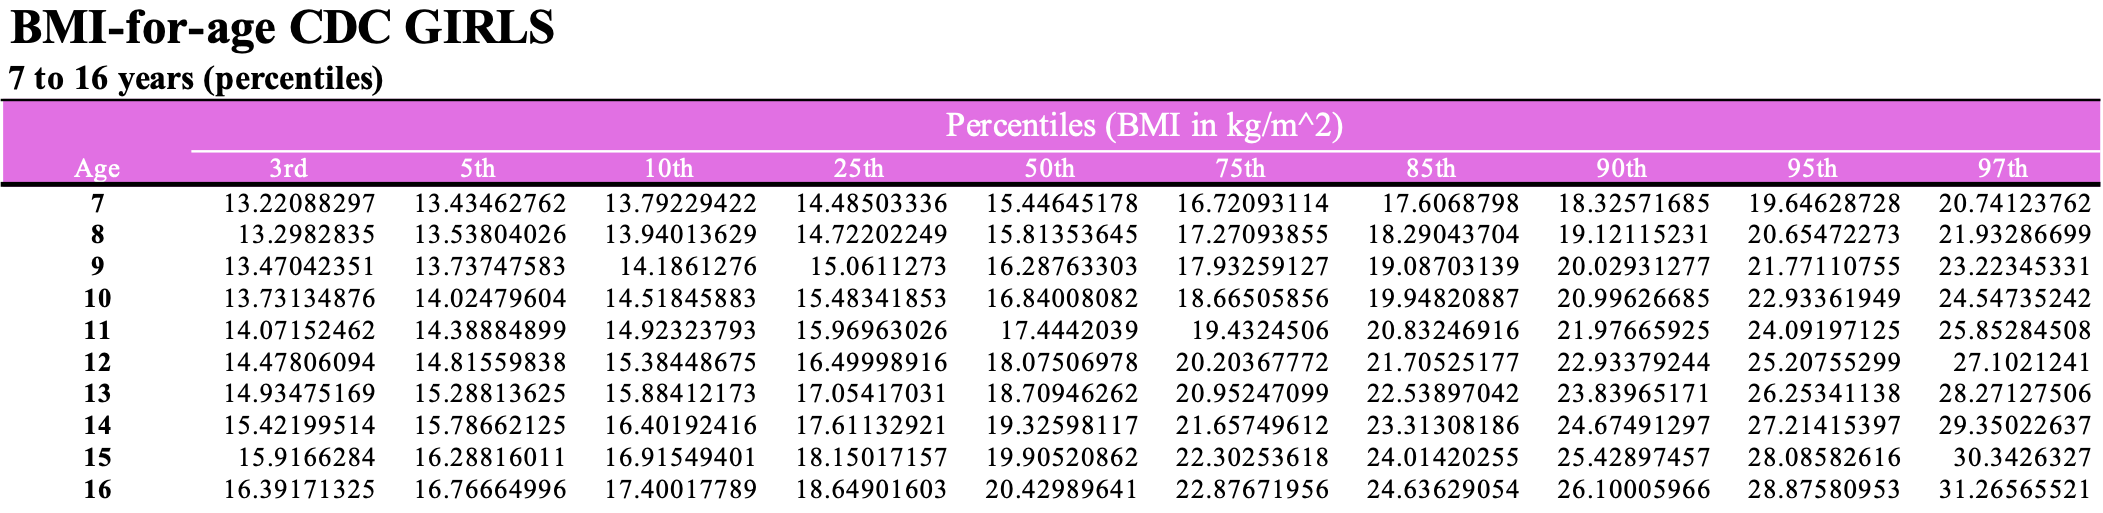 BMI-for-age CDC GIRLS
7 to 16 years (percentiles)
Percentiles (BMI in kg/m^2)
Age 3rd 5th 10th 25th 50th 75th 85th 90th 95th 97th
7 13.22088297 13.43462762 13.79229422 14.48503336 15.44645178 16.72093114 17.6068798 18.32571685 19.64628728 20.74123762
8 13.2982835 13.53804026 13.94013629 14.72202249 15.81353645 17.27093855 18.29043704 19.12115231 20.65472273 21.93286699
9 13.47042351 13.73747583 14.1861276 15.0611273 16.28763303 17.93259127 19.08703139 20.02931277 21.77110755 23.22345331
10 13.73134876 14.02479604 14.51845883 15.48341853 16.84008082 18.66505856 19.94820887 20.99626685 22.93361949 24.54735242
11 14.07152462 14.38884899 14.92323793 15.96963026 17.4442039 19.4324506 20.83246916 21.97665925 24.09197125 25.85284508
12 14.47806094 14.81559838 15.38448675 16.49998916 18.07506978 20.20367772 21.70525177 22.93379244 25.20755299 27.1021241
13 14.93475169 15.28813625 15.88412173 17.05417031 18.70946262 20.95247099 22.53897042 23.83965171 26.25341138 28.27127506
14 15.42199514 15.78662125 16.40192416 17.61132921 19.32598117 21.65749612 23.31308186 24.67491297 27.21415397 29.35022637
15 15.9166284 16.28816011 16.91549401 18.15017157 19.90520862 22.30253618 24.01420255 25.42897457 28.08582616 30.3426327
16 16.39171325 16.76664996 17.40017789 18.64901603 20.42989641 22.87671956 24.63629054 26.10005966 28.87580953 31.26565521